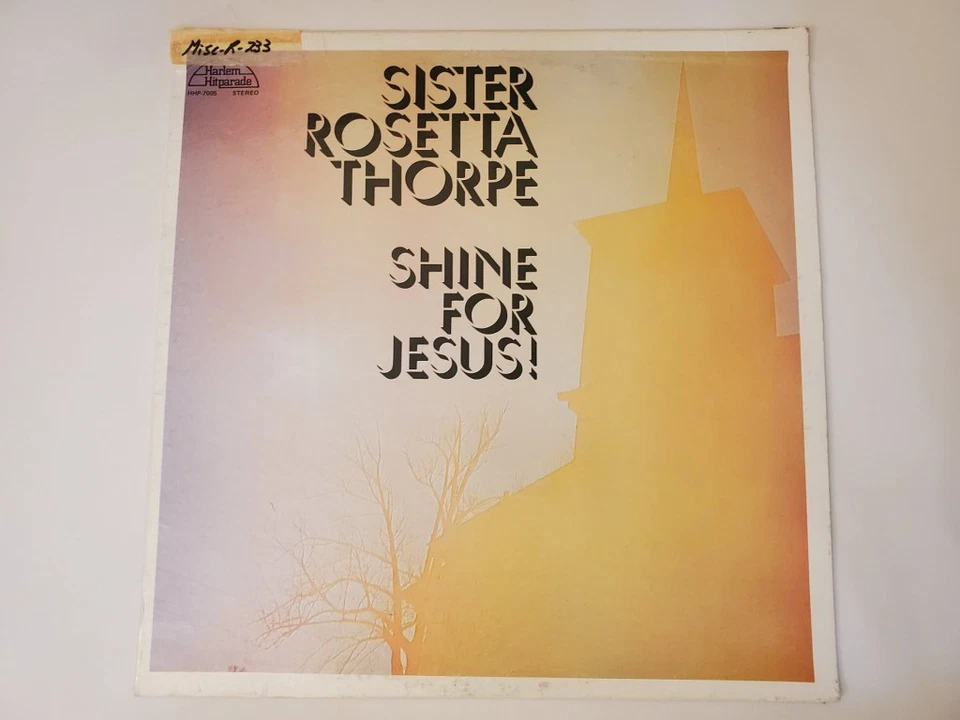 Misc-R-733
Harlem
Hitparade
HHP-7005 STEREO
SISTER
ROSETTA
THORPE
SHINE
FOR
JESUS!